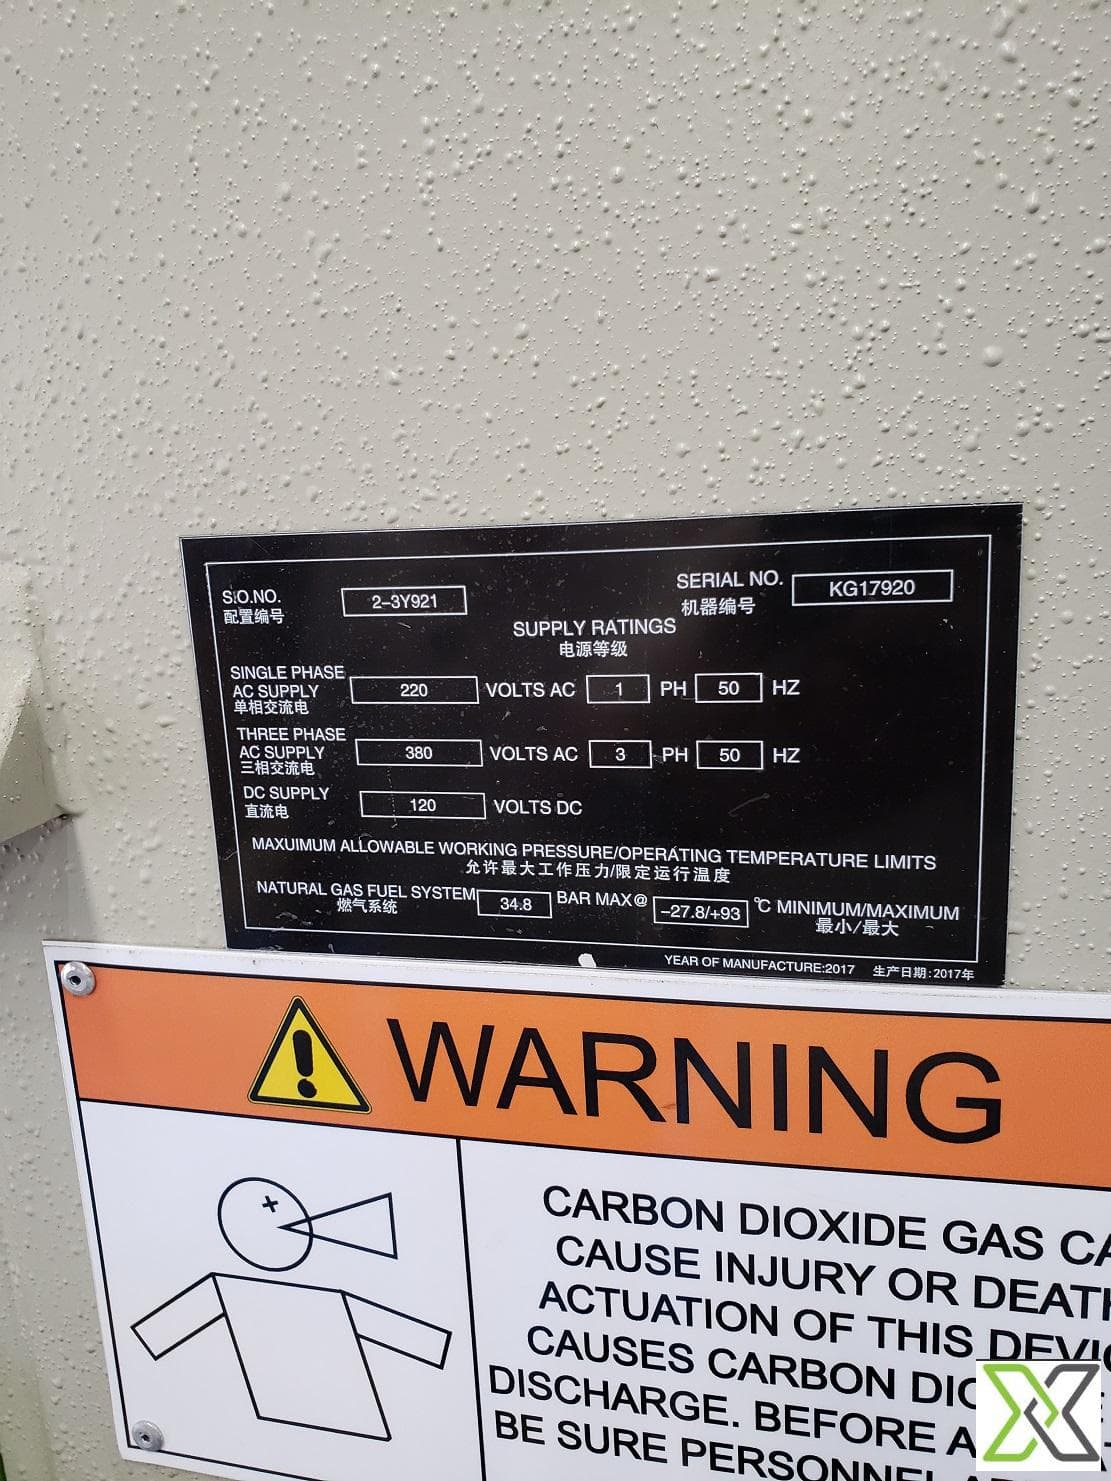 S.O.NO. 2-3Y921 SERIAL NO. KG17920
配置编号 机器编号
SUPPLY RATINGS
电源等级
SINGLE PHASE
AC SUPPLY 220 VOLTS AC 1 PH 50 HZ
单相交流电
THREE PHASE
AC SUPPLY 380 VOLTS AC 3 PH 50 HZ
三相交流电
DC SUPPLY 120 VOLTS DC
直流电
MAXUIMUM ALLOWABLE WORKING PRESSURE/OPERATING TEMPERATURE LIMITS
允许最大工作压力/限定运行温度
NATURAL GAS FUEL SYSTEM 34.8 BAR MAX@ -27.8/+93 °C MINIMUM/MAXIMUM
燃气系统 最小/最大
YEAR OF MANUFACTURE:2017 生产日期:2017年
WARNING
CARBON DIOXIDE GAS
CAUSE INJURY OR
ACTUATION OF THIS
CAUSES CARBON
DISCHARGE. BEFORE
BE SURE